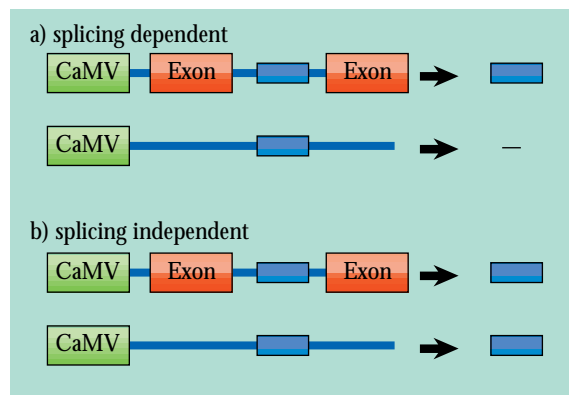 a) splicing dependent
CaMV Exon Exon
CaMV –
b) splicing independent
CaMV Exon Exon
CaMV